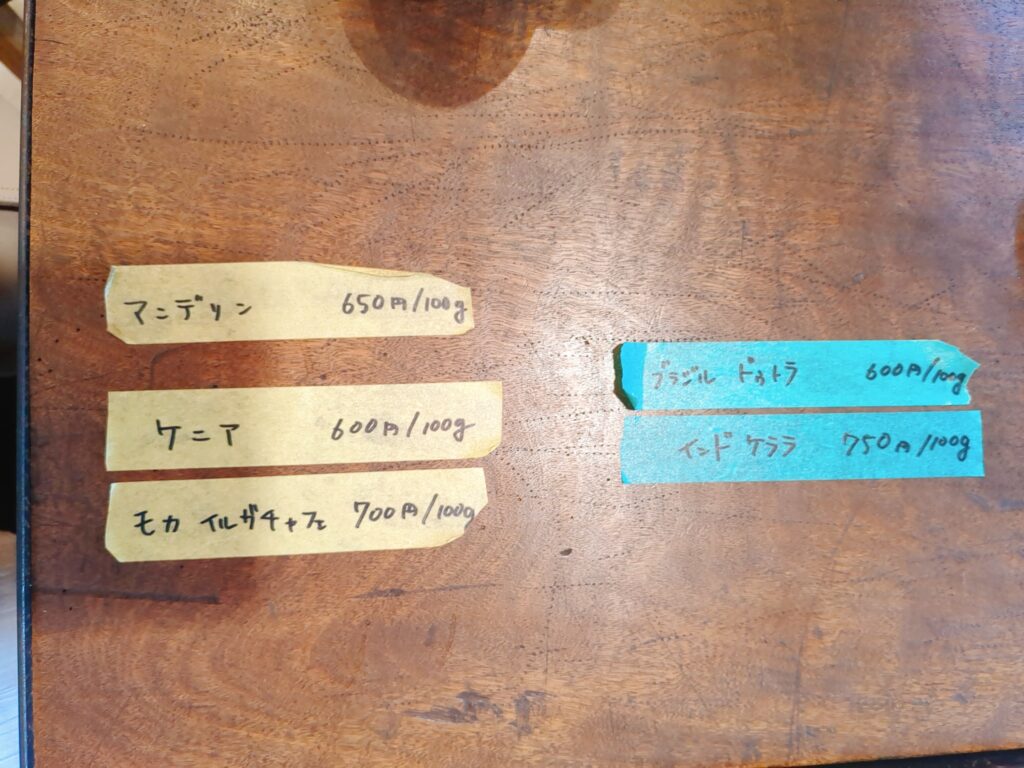 マンデリン 650円/100g
ケニア 600円/100g
モカ イルガチャフェ 700円/100g
ブラジル ドゥトラ 600円/100g
インド ケララ 750円/100g